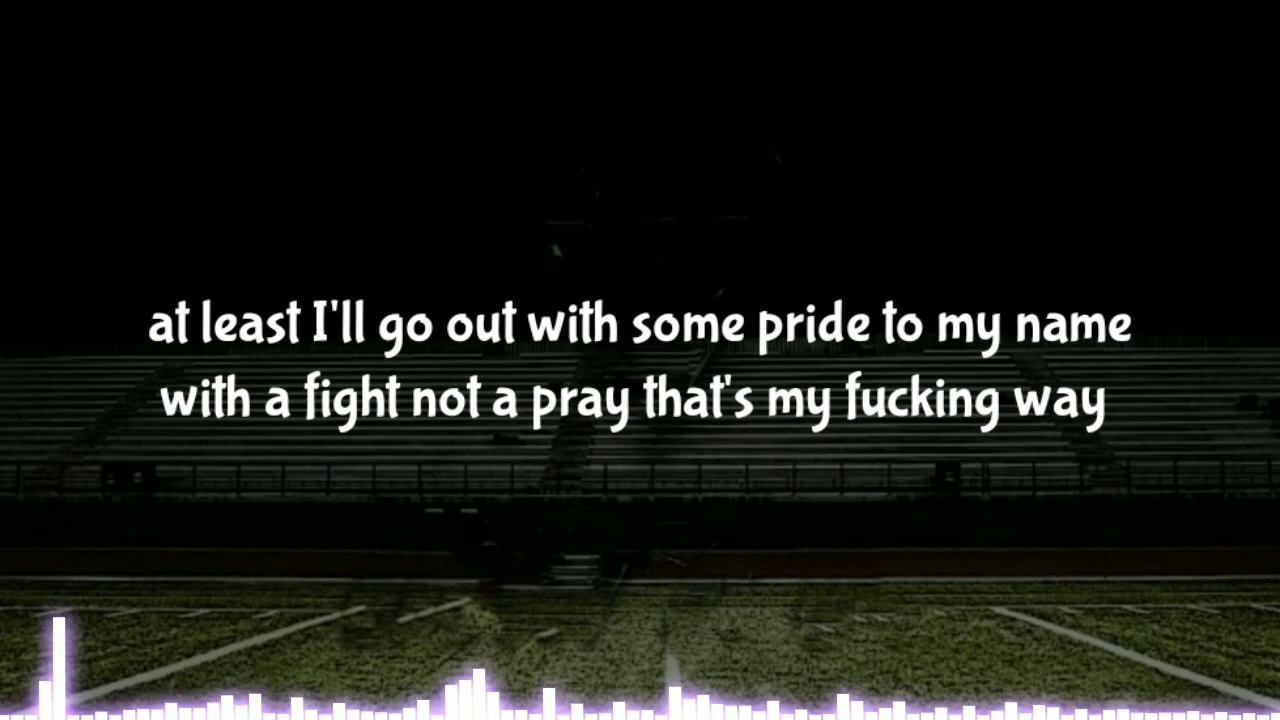 at least I'll go out with some pride to my name
with a fight not a pray that's my fucking way